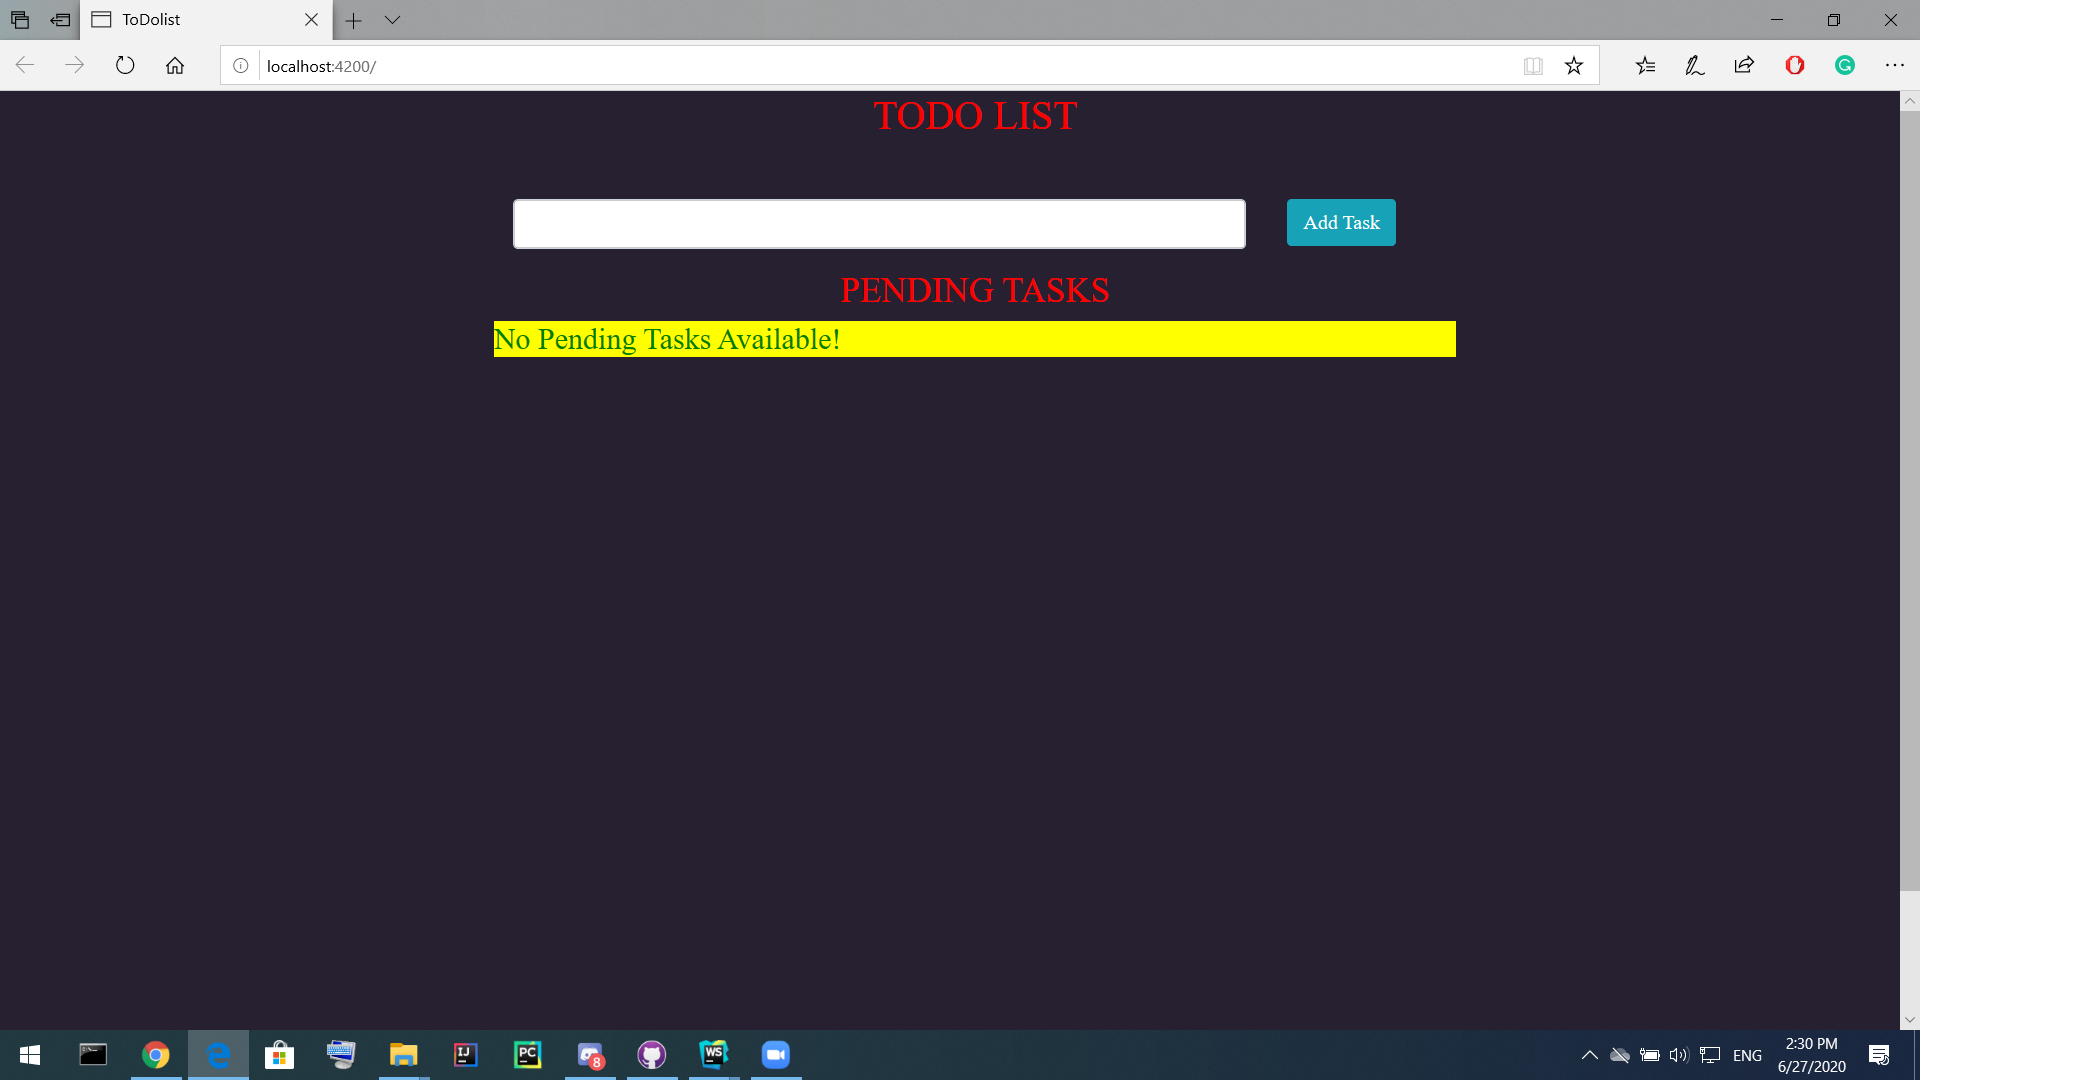 ToDolist
localhost:4200/
TODO LIST
Add Task
PENDING TASKS
No Pending Tasks Available!
IJ
PC
8
WS
ENG
2:30 PM
6/27/2020